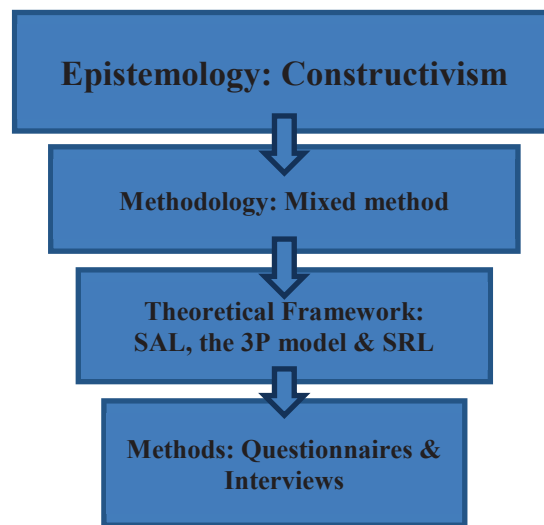 Epistemology: Constructivism
Methodology: Mixed method
Theoretical Framework:
SAL, the 3P model & SRL
Methods: Questionnaires &
Interviews